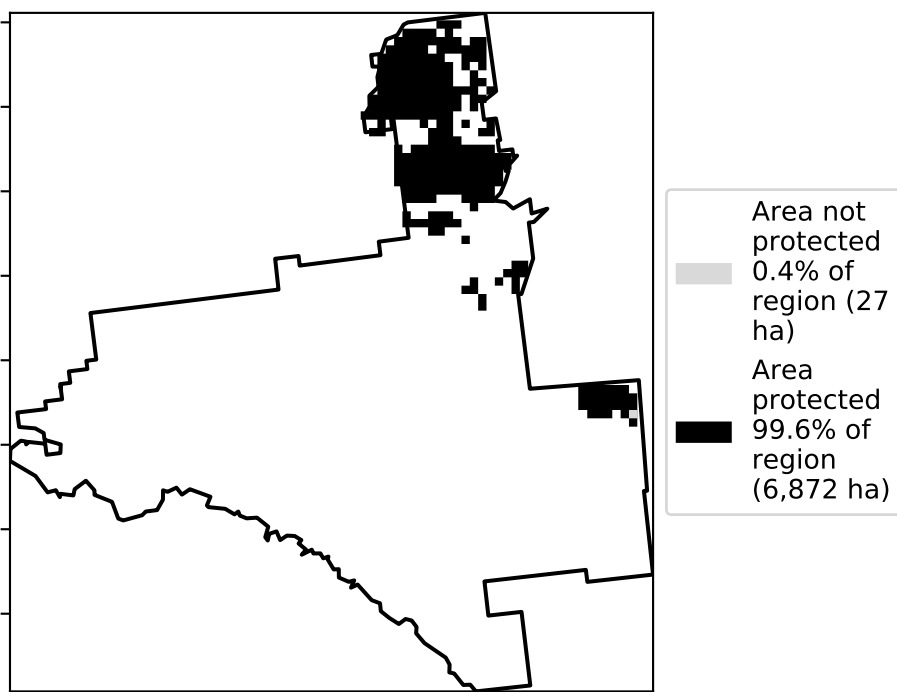 Area not
protected
0.4% of
region (27
ha)
Area
protected
99.6% of
region
(6,872 ha)